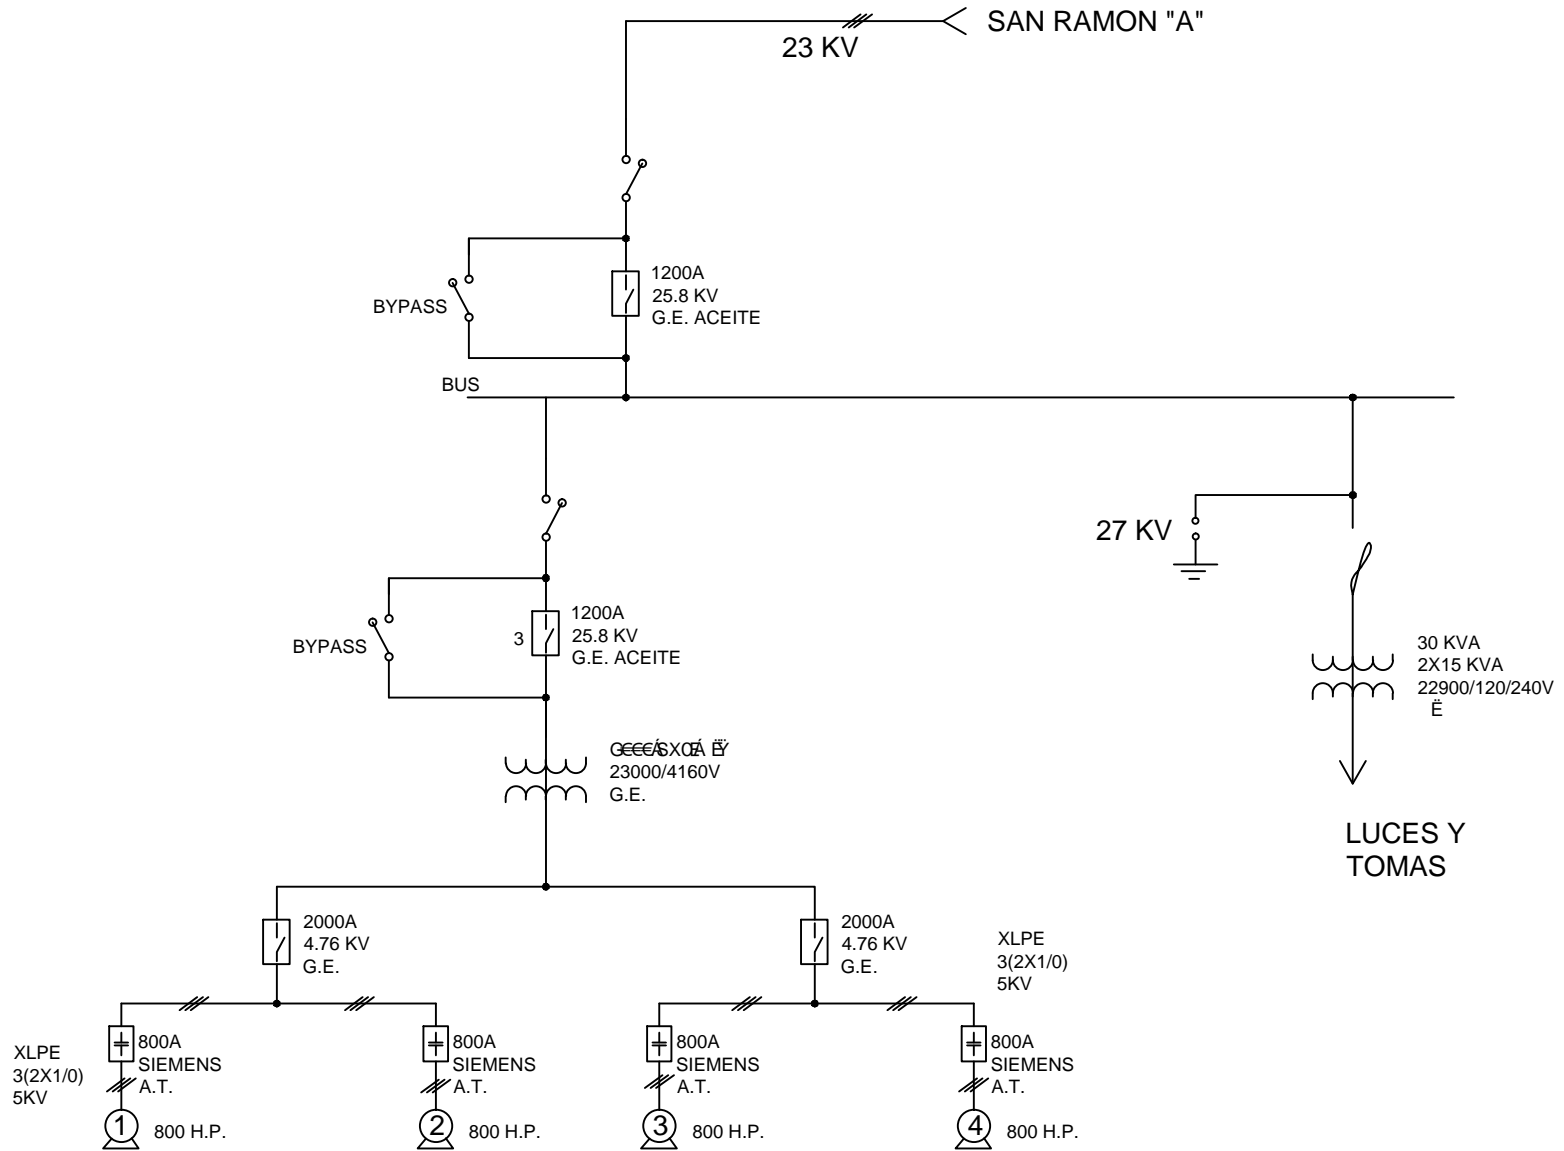 SAN RAMON "A"
23 KV
1200A
25.8 KV
G.E. ACEITE
BYPASS
BUS
27 KV
1200A
25.8 KV
G.E. ACEITE
3
BYPASS
30 KVA
2X15 KVA
22900/120/240V
Ë
23000/4160V
G.E.
LUCES Y
TOMAS
2000A
4.76 KV
G.E.
2000A
4.76 KV
G.E.
XLPE
3(2X1/0)
5KV
XLPE
3(2X1/0)
5KV
800A
SIEMENS
A.T.
800A
SIEMENS
A.T.
800A
SIEMENS
A.T.
800A
SIEMENS
A.T.
1
800 H.P.
2
800 H.P.
3
800 H.P.
4
800 H.P.